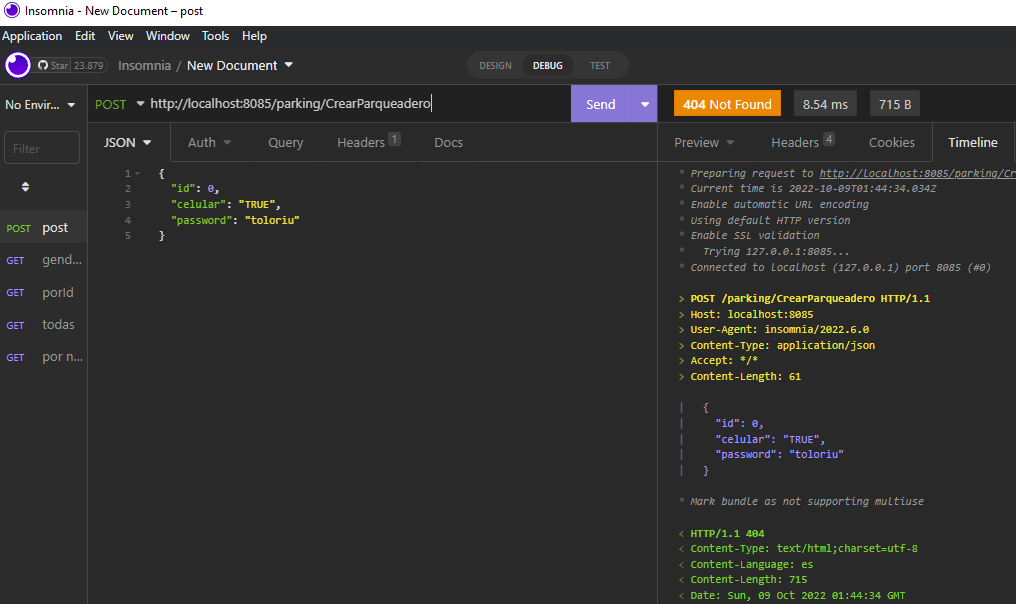 Insomnia - New Document – post
Application Edit View Window Tools Help
Star 23.879 Insomnia / New Document DESIGN DEBUG TEST
No Envir... POST http://localhost:8085/parking/CrearParqueadero Send 404 Not Found 8.54 ms 715 B
Filter JSON Auth Query Headers 1 Docs Preview Headers 4 Cookies Timeline
POST post
GET gend...
GET porId
GET todas
GET por n...
1 {
2 "id": 0,
3 "celular": "TRUE",
4 "password": "toloriu"
5 }
* Preparing request to http://localhost:8085/parking/Cr
* Current time is 2022-10-09T01:44:34.034Z
* Enable automatic URL encoding
* Using default HTTP version
* Enable SSL validation
* Trying 127.0.0.1:8085...
* Connected to localhost (127.0.0.1) port 8085 (#0)
> POST /parking/CrearParqueadero HTTP/1.1
> Host: localhost:8085
> User-Agent: insomnia/2022.6.0
> Content-Type: application/json
> Accept: */*
> Content-Length: 61
| {
| "id": 0,
| "celular": "TRUE",
| "password": "toloriu"
| }
* Mark bundle as not supporting multiuse
< HTTP/1.1 404
< Content-Type: text/html;charset=utf-8
< Content-Language: es
< Content-Length: 715
< Date: Sun, 09 Oct 2022 01:44:34 GMT